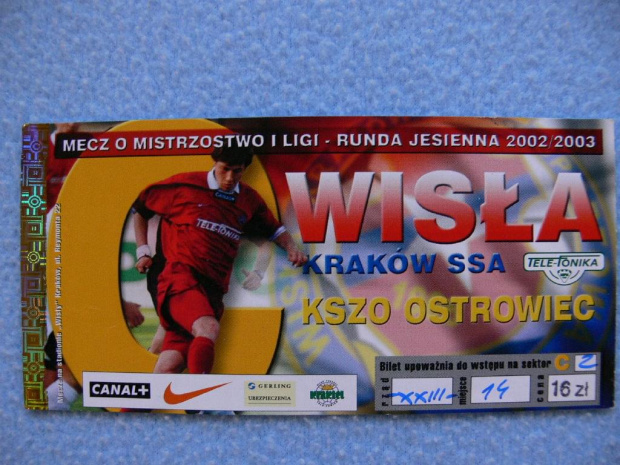 MECZ O MISTRZOSTWO I LIGI - RUNDA JESIENNA 2002/2003
C
WISŁA
KRAKÓW SSA
TELE-FONIKA
KSZO OSTROWIEC
TELE-FONIKA
Bilet upoważnia do wstępu na sektor C 2
rząd XXIII miejsce 14 cena 16 zł
CANAL+
GERLING
UBEZPIECZENIA